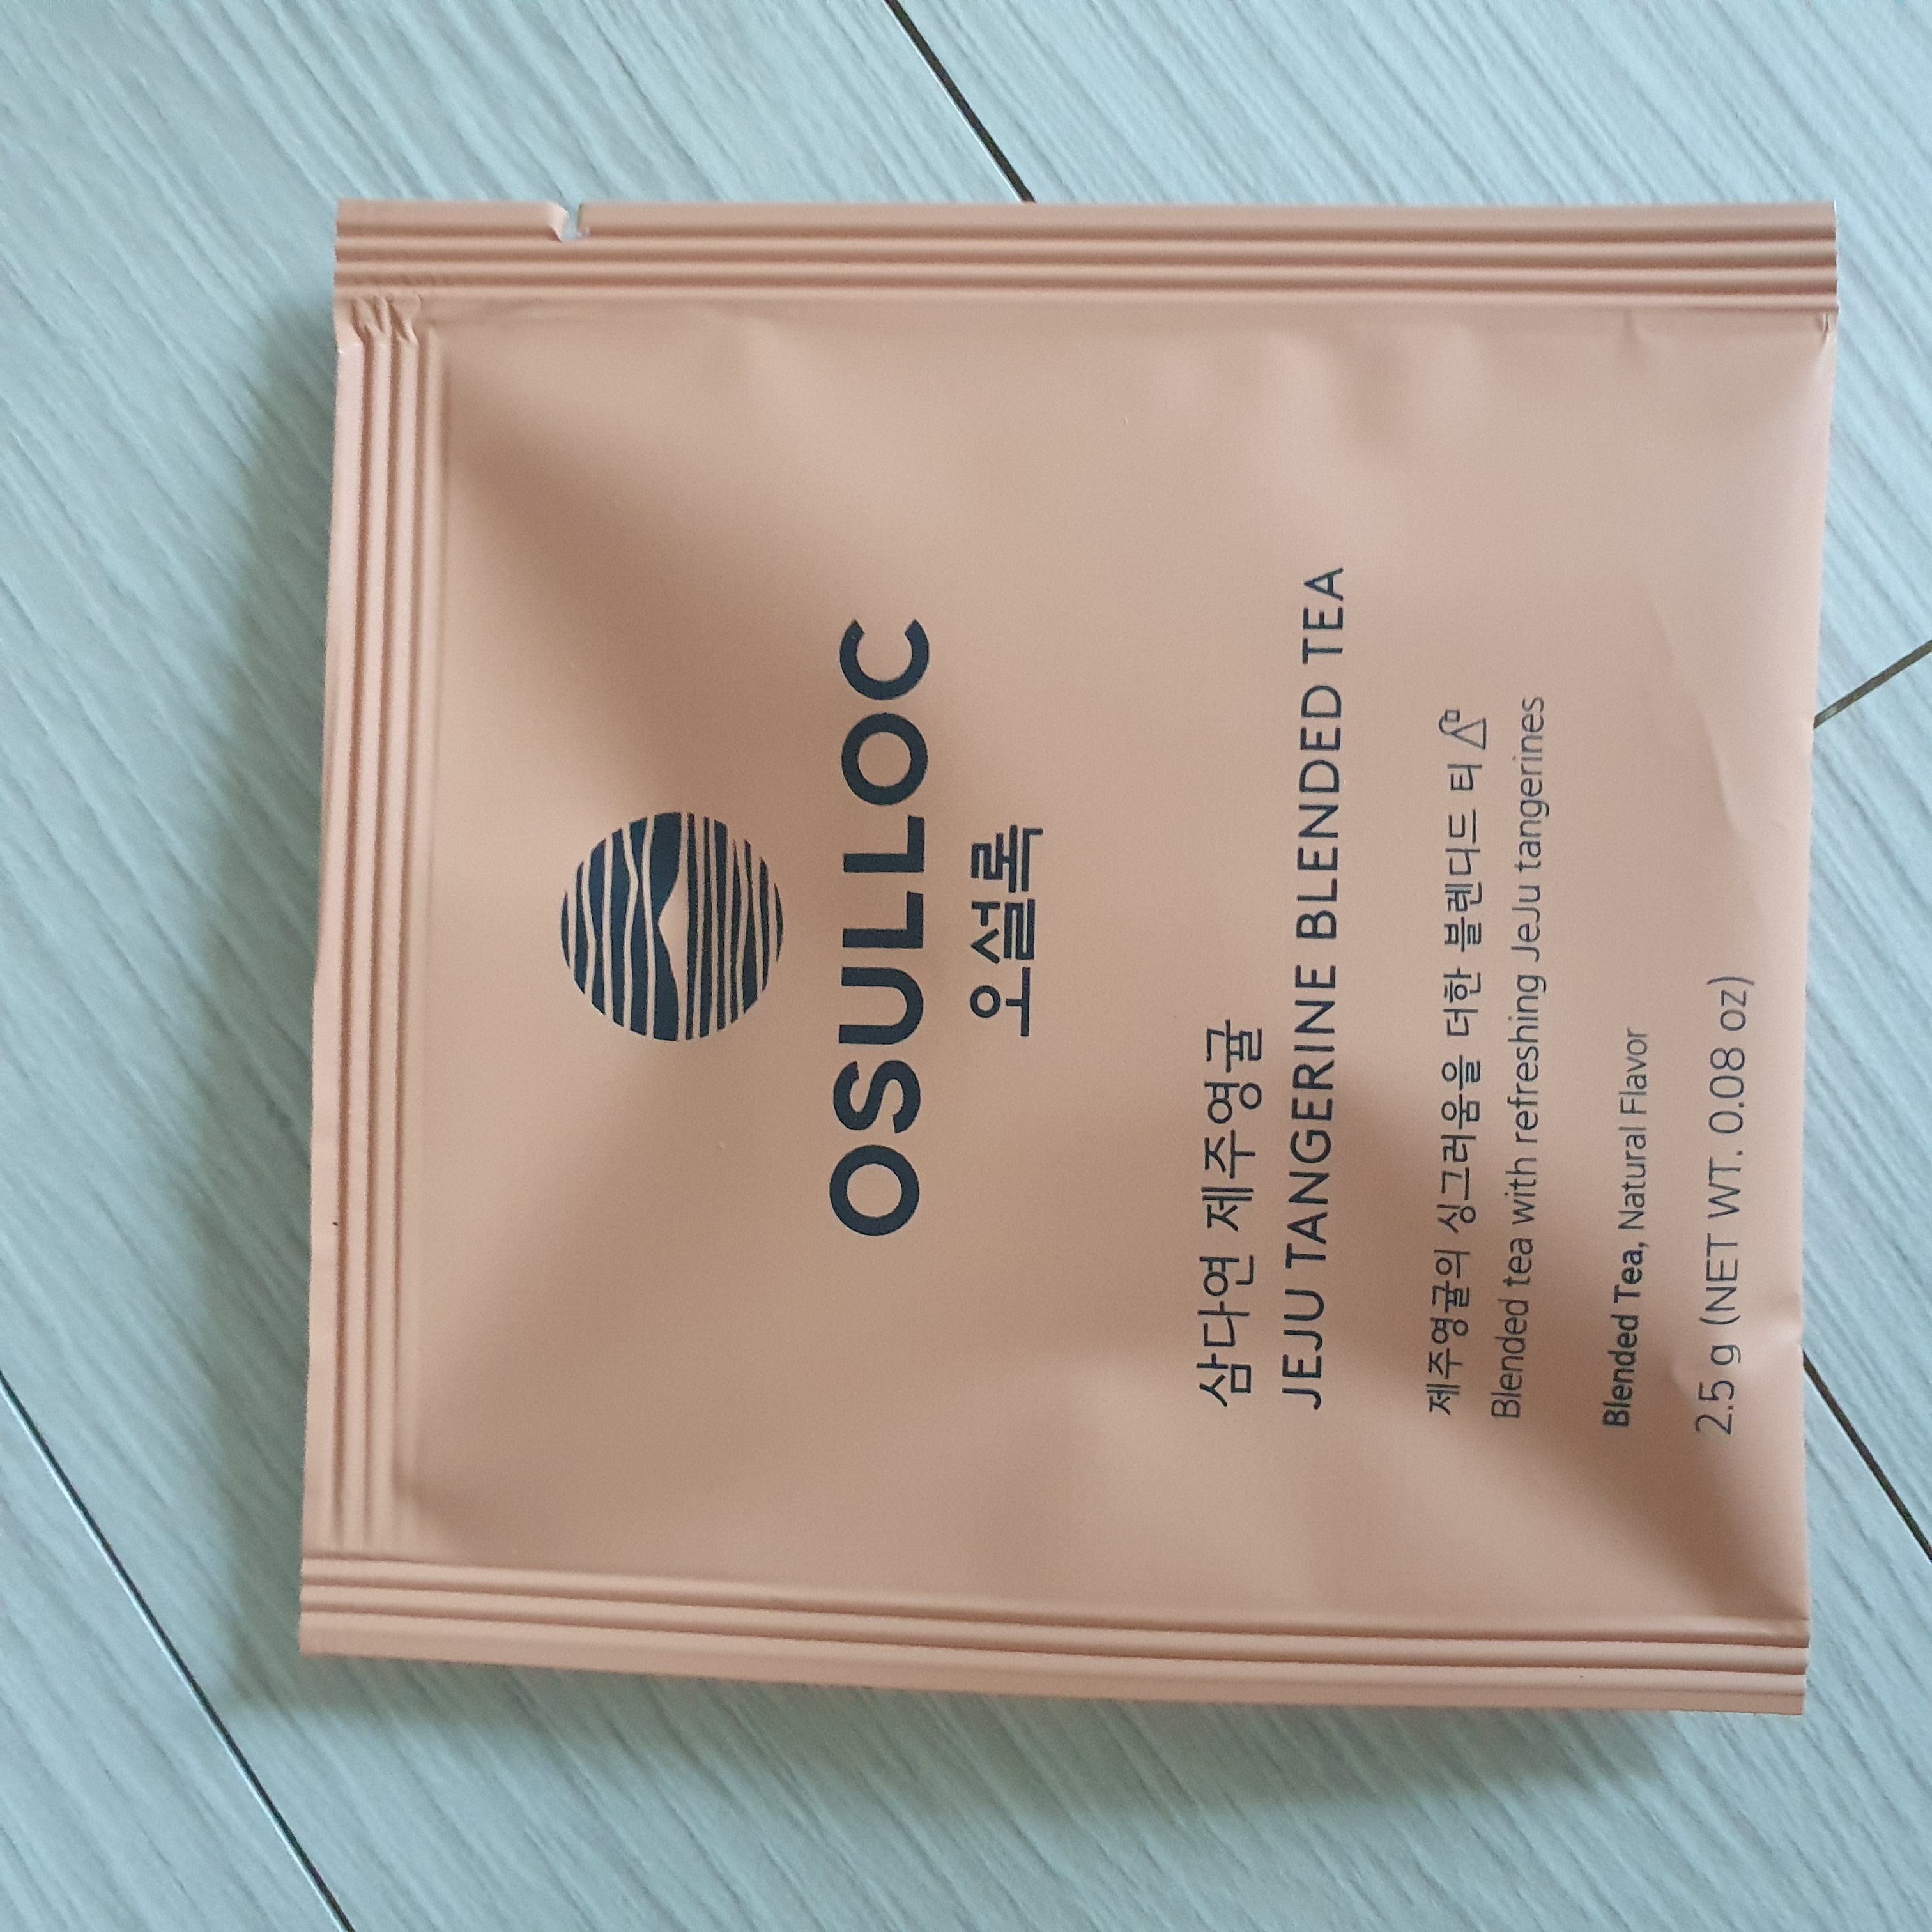 OSULLOC
오설록
삼다연 제주영귤
JEJU TANGERINE BLENDED TEA
제주영귤의 싱그러움을 더한 블렌디드 티
Blended tea with refreshing JeJu tangerines
Blended Tea, Natural Flavor
2.5 g (NET WT. 0.08 oz)